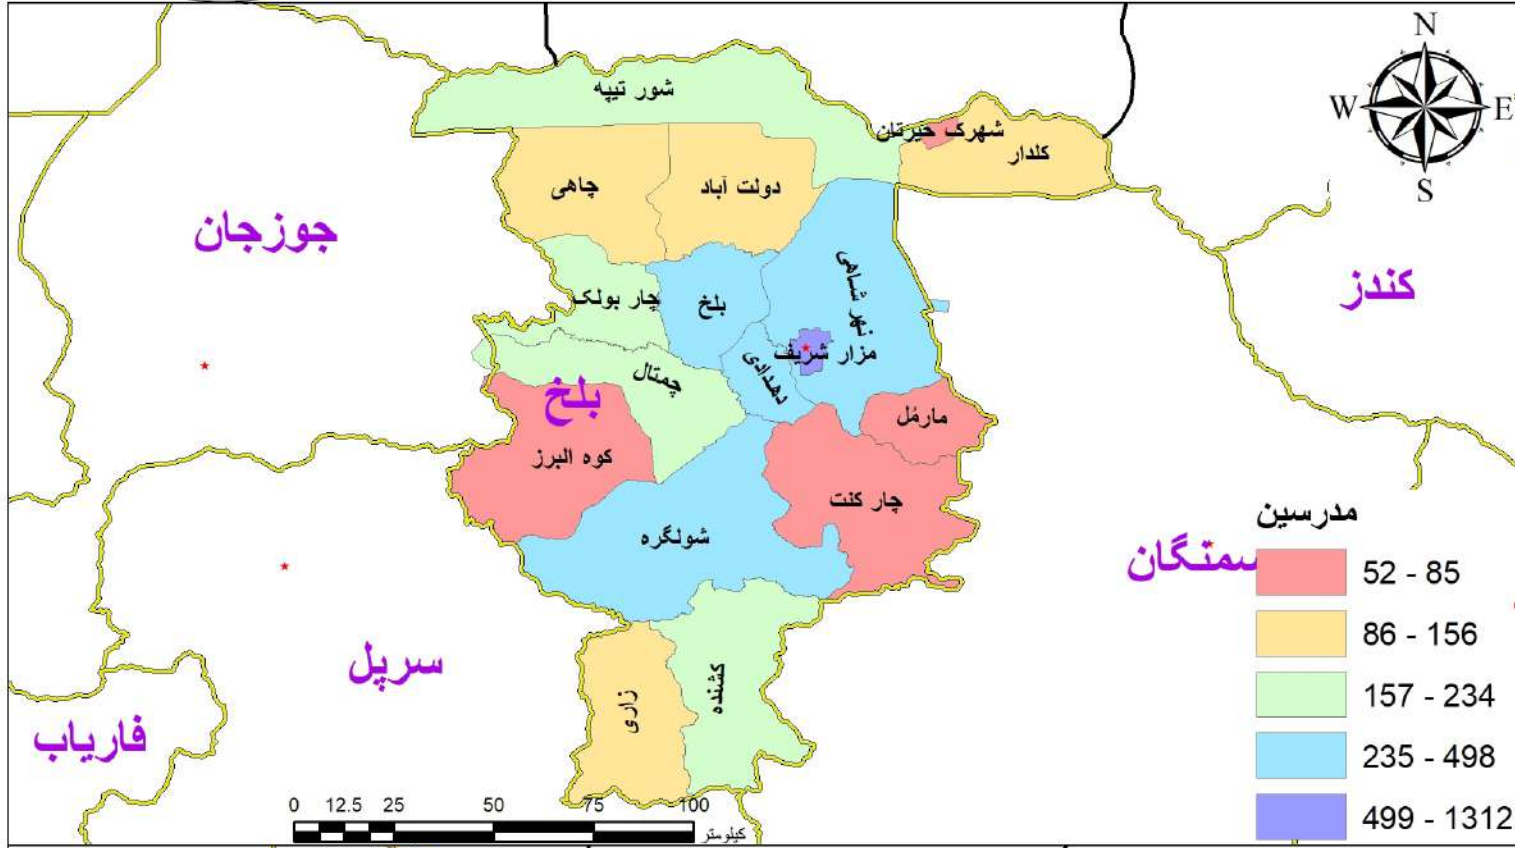 N
W
E
S
شور تیپه
شهرک حیرتان
کلدار
چاهی
دولت آباد
جوزجان
کندز
نهر شاهی
چار بولک
بلخ
مزار شریف
دهدادی
چمتال
بلخ
مارمُل
کوه البرز
چار کنت
شولگره
سمنگان
سرپل
کشنده
زاری
فاریاب
مدرسین
52 - 85
86 - 156
157 - 234
235 - 498
499 - 1312
0 12.5 25 50 75 100
کیلومتر